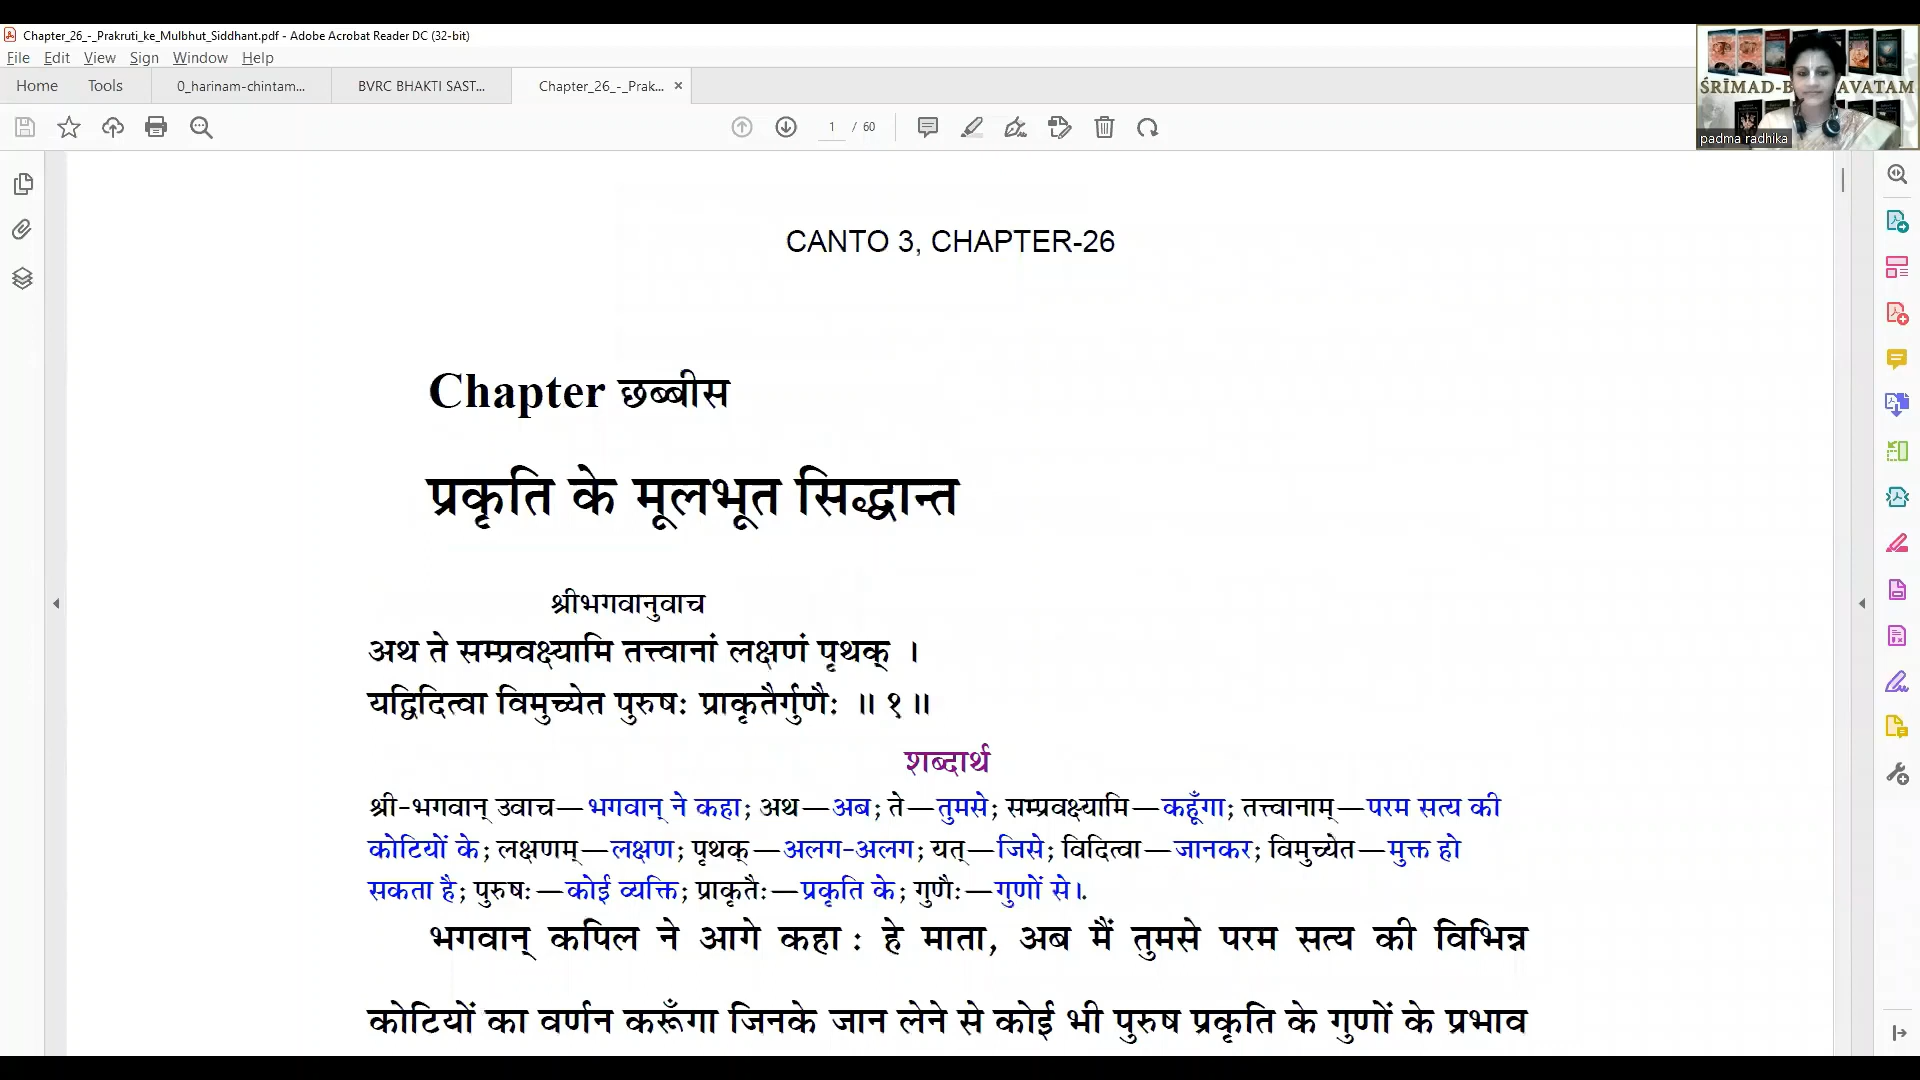 Chapter_26_-_Prakruti_ke_Mulbhut_Siddhant.pdf - Adobe Acrobat Reader DC (32-bit)
File Edit View Sign Window Help
Home Tools 0_harinam-chintam... BVRC BHAKTI SAST... Chapter_26_-_Prak... ×
1 / 60
padma radhika
CANTO 3, CHAPTER-26
Chapter छब्बीस
प्रकृति के मूलभूत सिद्धान्त
श्रीभगवानुवाच
अथ ते सम्प्रवक्ष्यामि तत्त्वानां लक्षणं पृथक् ।
यद्विदित्वा विमुच्येत पुरुषः प्राकृतैर्गुणैः ॥ १ ॥
शब्दार्थ
श्री-भगवान् उवाच—भगवान् ने कहा; अथ—अब; ते—तुमसे; सम्प्रवक्ष्यामि—कहूँगा; तत्त्वानाम्—परम सत्य की
कोटियों के; लक्षणम्—लक्षण; पृथक्—अलग-अलग; यत्—जिसे; विदित्वा—जानकर; विमुच्येत—मुक्त हो
सकता है; पुरुषः—कोई व्यक्ति; प्राकृतैः—प्रकृति के; गुणैः—गुणों से।.
भगवान् कपिल ने आगे कहा : हे माता, अब मैं तुमसे परम सत्य की विभिन्न
कोटियों का वर्णन करूँगा जिनके जान लेने से कोई भी पुरुष प्रकृति के गुणों के प्रभाव